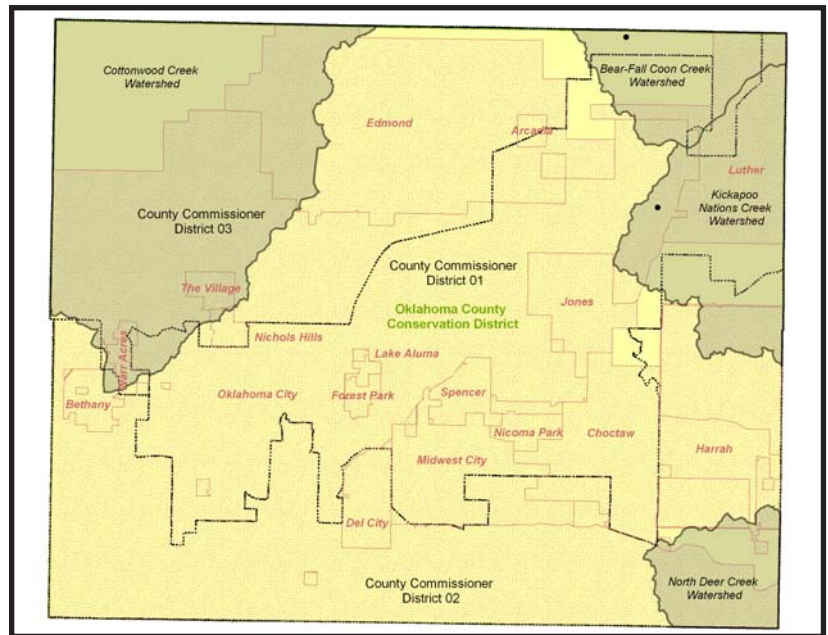 Cottonwood Creek
Watershed
Bear-Fall Coon Creek
Watershed
Edmond
Arcadia
Luther
Kickapoo
Nations Creek
Watershed
County Commissioner
District 03
County Commissioner
District 01
The Village
Jones
Oklahoma County
Conservation District
Nichols Hills
Warr Acres
Lake Aluma
Bethany
Oklahoma City
Forest Park
Spencer
Nicoma Park
Choctaw
Harrah
Midwest City
Del City
County Commissioner
District 02
North Deer Creek
Watershed